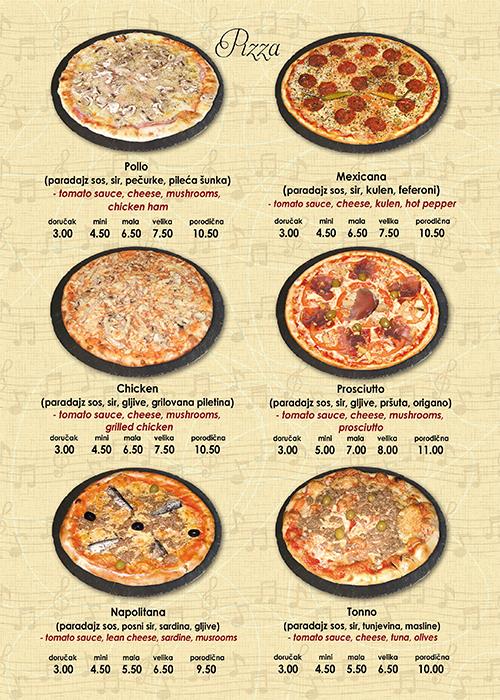 Pizza
Pollo
(paradajz sos, sir, pečurke, pileća šunka)
- tomato sauce, cheese, mushrooms,
chicken ham
doručak mini mala velika porodična
3.00 4.50 6.50 7.50 10.50
Mexicana
(paradajz sos, sir, kulen, feferoni)
- tomato sauce, cheese, kulen, hot pepper
doručak mini mala velika porodična
3.00 4.50 6.50 7.50 10.50
Chicken
(paradajz sos, sir, gljive, grilovana piletina)
- tomato sauce, cheese, mushrooms,
grilled chicken
doručak mini mala velika porodična
3.00 4.50 6.50 7.50 10.50
Prosciutto
(paradajz sos, sir, gljive, pršuta, origano)
- tomato sauce, cheese, mushrooms,
prosciutto
doručak mini mala velika porodična
3.00 5.00 7.00 8.00 11.00
Napolitana
(paradajz sos, posni sir, sardina, gljive)
- tomato sauce, lean cheese, sardine, musrooms
doručak mini mala velika porodična
3.00 4.50 5.50 6.50 9.50
Tonno
(paradajz sos, sir, tunjevina, masline)
- tomato sauce, cheese, tuna, olives
doručak mini mala velika porodična
3.00 4.50 5.50 6.50 10.00